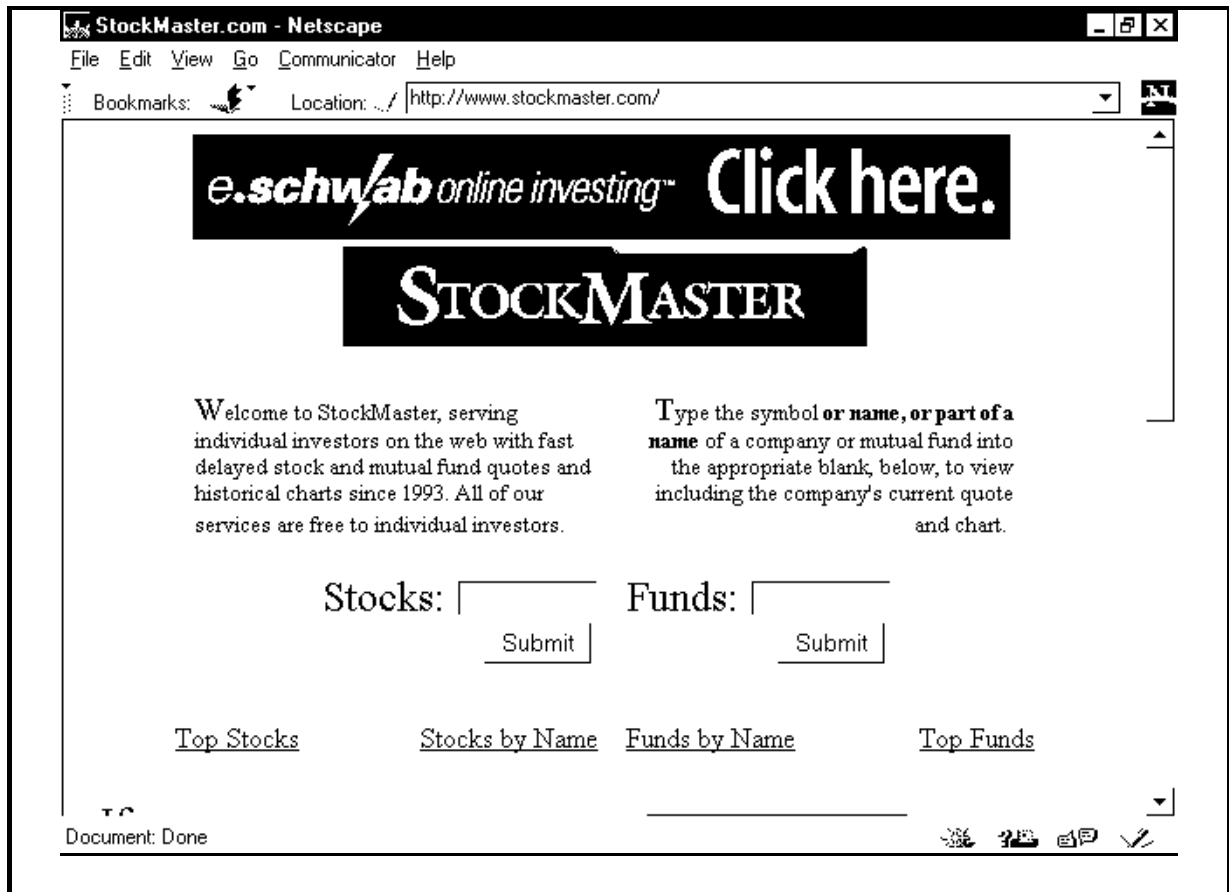 StockMaster.com - Netscape
File Edit View Go Communicator Help
Bookmarks: Location: http://www.stockmaster.com/ N
e.schwab online investing™ Click here.
STOCKMASTER
Welcome to StockMaster, serving
individual investors on the web with fast
delayed stock and mutual fund quotes and
historical charts since 1993. All of our
services are free to individual investors.
Type the symbol or name, or part of a
name of a company or mutual fund into
the appropriate blank, below, to view
including the company's current quote
and chart.
Stocks: Funds:
Submit Submit
Top Stocks Stocks by Name Funds by Name Top Funds
Document: Done